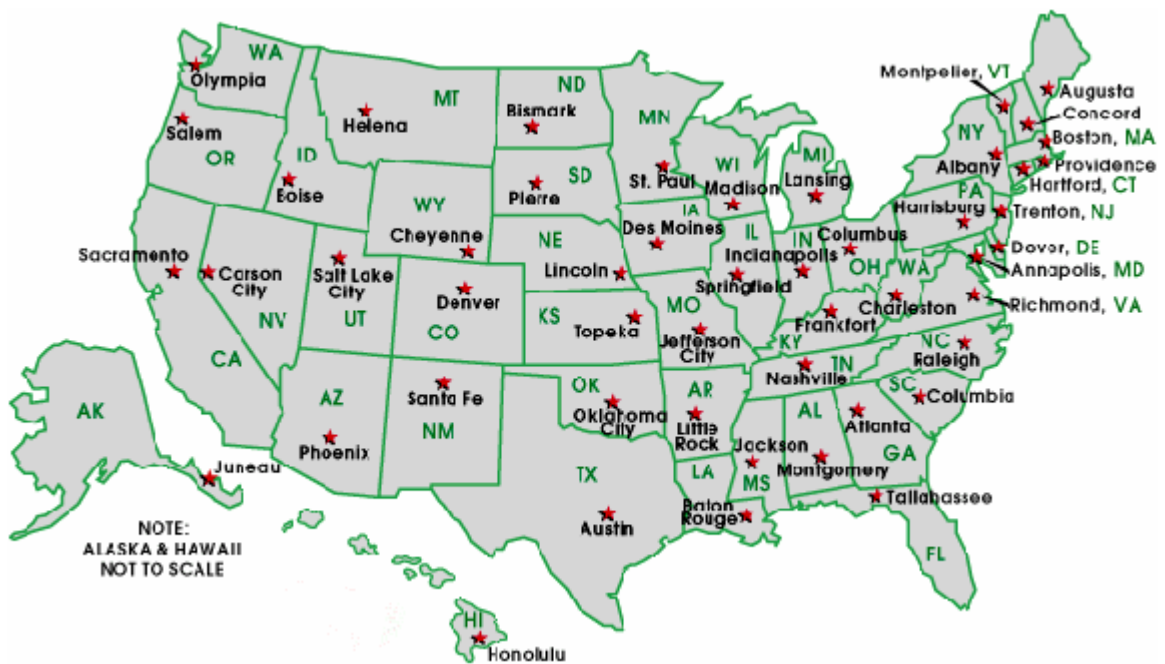 WA
Olympia
MT
ND
Montpelier, VT
Helena
Bismark
MN
Augusta
Concord
Salem
NY
Boston, MA
OR
ID
WI
MI
Albany
Providence
Boise
SD
St. Paul
Madison
Lansing
Hartford, CT
Pierre
PA
WY
IA
Harrisburg
Trenton, NJ
Cheyenne
NE
Des Moines
IL
IN
Columbus
Dover, DE
Sacramento
Carson
City
Salt Lake
City
Lincoln
Indianapolis
OH
WA
Annapolis, MD
Springfield
Denver
Charleston
Richmond, VA
NV
UT
CO
KS
Topeka
MO
Jefferson
City
Frankfort
KY
NC
Raleigh
CA
Nashville
TN
AZ
Santa Fe
OK
AR
SC
Columbia
AK
Oklahoma
City
Little
Rock
AL
Atlanta
Phoenix
NM
Jackson
Montgomery
GA
Juneau
TX
LA
MS
Tallahassee
Baton
Rouge
Austin
NOTE:
ALASKA & HAWAII
NOT TO SCALE
FL
HI
Honolulu